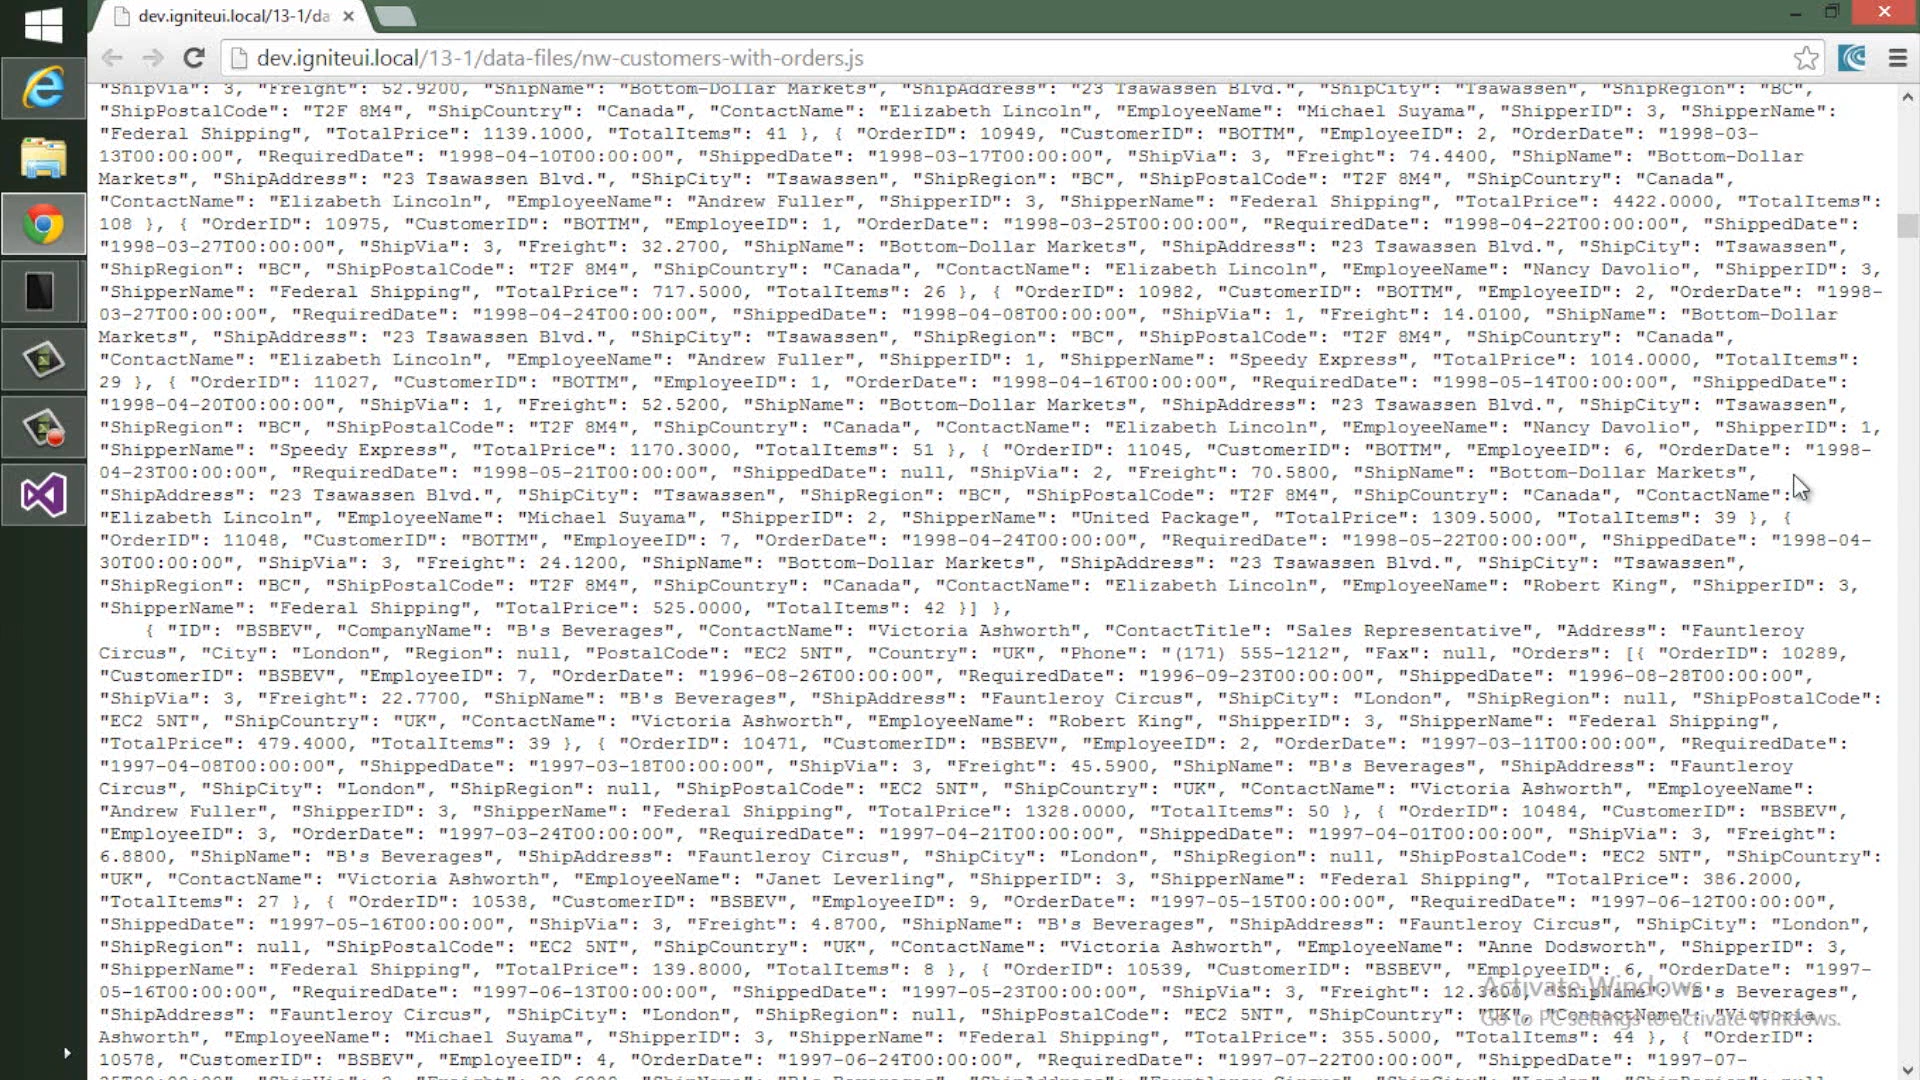 dev.igniteui.local/13-1/da
dev.igniteui.local/13-1/data-files/nw-customers-with-orders.js
"ShipVia": 3, "Freight": 52.9200, "ShipName": "Bottom-Dollar Markets", "ShipAddress": "23 Tsawassen Blvd.", "ShipCity": "Tsawassen", "ShipRegion": "BC",
"ShipPostalCode": "T2F 8M4", "ShipCountry": "Canada", "ContactName": "Elizabeth Lincoln", "EmployeeName": "Michael Suyama", "ShipperID": 3, "ShipperName":
"Federal Shipping", "TotalPrice": 1139.1000, "TotalItems": 41 }, { "OrderID": 10949, "CustomerID": "BOTTM", "EmployeeID": 2, "OrderDate": "1998-03-
13T00:00:00", "RequiredDate": "1998-04-10T00:00:00", "ShippedDate": "1998-03-17T00:00:00", "ShipVia": 3, "Freight": 74.4400, "ShipName": "Bottom-Dollar
Markets", "ShipAddress": "23 Tsawassen Blvd.", "ShipCity": "Tsawassen", "ShipRegion": "BC", "ShipPostalCode": "T2F 8M4", "ShipCountry": "Canada",
"ContactName": "Elizabeth Lincoln", "EmployeeName": "Andrew Fuller", "ShipperID": 3, "ShipperName": "Federal Shipping", "TotalPrice": 4422.0000, "TotalItems":
108 }, { "OrderID": 10975, "CustomerID": "BOTTM", "EmployeeID": 1, "OrderDate": "1998-03-25T00:00:00", "RequiredDate": "1998-04-22T00:00:00", "ShippedDate":
"1998-03-27T00:00:00", "ShipVia": 3, "Freight": 32.2700, "ShipName": "Bottom-Dollar Markets", "ShipAddress": "23 Tsawassen Blvd.", "ShipCity": "Tsawassen",
"ShipRegion": "BC", "ShipPostalCode": "T2F 8M4", "ShipCountry": "Canada", "ContactName": "Elizabeth Lincoln", "EmployeeName": "Nancy Davolio", "ShipperID": 3,
"ShipperName": "Federal Shipping", "TotalPrice": 717.5000, "TotalItems": 26 }, { "OrderID": 10982, "CustomerID": "BOTTM", "EmployeeID": 2, "OrderDate": "1998-
03-27T00:00:00", "RequiredDate": "1998-04-24T00:00:00", "ShippedDate": "1998-04-08T00:00:00", "ShipVia": 1, "Freight": 14.0100, "ShipName": "Bottom-Dollar
Markets", "ShipAddress": "23 Tsawassen Blvd.", "ShipCity": "Tsawassen", "ShipRegion": "BC", "ShipPostalCode": "T2F 8M4", "ShipCountry": "Canada",
"ContactName": "Elizabeth Lincoln", "EmployeeName": "Andrew Fuller", "ShipperID": 1, "ShipperName": "Speedy Express", "TotalPrice": 1014.0000, "TotalItems":
29 }, { "OrderID": 11027, "CustomerID": "BOTTM", "EmployeeID": 1, "OrderDate": "1998-04-16T00:00:00", "RequiredDate": "1998-05-14T00:00:00", "ShippedDate":
"1998-04-20T00:00:00", "ShipVia": 1, "Freight": 52.5200, "ShipName": "Bottom-Dollar Markets", "ShipAddress": "23 Tsawassen Blvd.", "ShipCity": "Tsawassen",
"ShipRegion": "BC", "ShipPostalCode": "T2F 8M4", "ShipCountry": "Canada", "ContactName": "Elizabeth Lincoln", "EmployeeName": "Nancy Davolio", "ShipperID": 1,
"ShipperName": "Speedy Express", "TotalPrice": 1170.3000, "TotalItems": 51 }, { "OrderID": 11045, "CustomerID": "BOTTM", "EmployeeID": 6, "OrderDate": "1998-
04-23T00:00:00", "RequiredDate": "1998-05-21T00:00:00", "ShippedDate": null, "ShipVia": 2, "Freight": 70.5800, "ShipName": "Bottom-Dollar Markets",
"ShipAddress": "23 Tsawassen Blvd.", "ShipCity": "Tsawassen", "ShipRegion": "BC", "ShipPostalCode": "T2F 8M4", "ShipCountry": "Canada", "ContactName":
"Elizabeth Lincoln", "EmployeeName": "Michael Suyama", "ShipperID": 2, "ShipperName": "United Package", "TotalPrice": 1309.5000, "TotalItems": 39 }, {
"OrderID": 11048, "CustomerID": "BOTTM", "EmployeeID": 7, "OrderDate": "1998-04-24T00:00:00", "RequiredDate": "1998-05-22T00:00:00", "ShippedDate": "1998-04-
30T00:00:00", "ShipVia": 3, "Freight": 24.1200, "ShipName": "Bottom-Dollar Markets", "ShipAddress": "23 Tsawassen Blvd.", "ShipCity": "Tsawassen",
"ShipRegion": "BC", "ShipPostalCode": "T2F 8M4", "ShipCountry": "Canada", "ContactName": "Elizabeth Lincoln", "EmployeeName": "Robert King", "ShipperID": 3,
"ShipperName": "Federal Shipping", "TotalPrice": 525.0000, "TotalItems": 42 }] },
{ "ID": "BSBEV", "CompanyName": "B's Beverages", "ContactName": "Victoria Ashworth", "ContactTitle": "Sales Representative", "Address": "Fauntleroy
Circus", "City": "London", "Region": null, "PostalCode": "EC2 5NT", "Country": "UK", "Phone": "(171) 555-1212", "Fax": null, "Orders": [{ "OrderID": 10289,
"CustomerID": "BSBEV", "EmployeeID": 7, "OrderDate": "1996-08-26T00:00:00", "RequiredDate": "1996-09-23T00:00:00", "ShippedDate": "1996-08-28T00:00:00",
"ShipVia": 3, "Freight": 22.7700, "ShipName": "B's Beverages", "ShipAddress": "Fauntleroy Circus", "ShipCity": "London", "ShipRegion": null, "ShipPostalCode":
"EC2 5NT", "ShipCountry": "UK", "ContactName": "Victoria Ashworth", "EmployeeName": "Robert King", "ShipperID": 3, "ShipperName": "Federal Shipping",
"TotalPrice": 479.4000, "TotalItems": 39 }, { "OrderID": 10471, "CustomerID": "BSBEV", "EmployeeID": 2, "OrderDate": "1997-03-11T00:00:00", "RequiredDate":
"1997-04-08T00:00:00", "ShippedDate": "1997-03-18T00:00:00", "ShipVia": 3, "Freight": 45.5900, "ShipName": "B's Beverages", "ShipAddress": "Fauntleroy
Circus", "ShipCity": "London", "ShipRegion": null, "ShipPostalCode": "EC2 5NT", "ShipCountry": "UK", "ContactName": "Victoria Ashworth", "EmployeeName":
"Andrew Fuller", "ShipperID": 3, "ShipperName": "Federal Shipping", "TotalPrice": 1328.0000, "TotalItems": 50 }, { "OrderID": 10484, "CustomerID": "BSBEV",
"EmployeeID": 3, "OrderDate": "1997-03-24T00:00:00", "RequiredDate": "1997-04-21T00:00:00", "ShippedDate": "1997-04-01T00:00:00", "ShipVia": 3, "Freight":
6.8800, "ShipName": "B's Beverages", "ShipAddress": "Fauntleroy Circus", "ShipCity": "London", "ShipRegion": null, "ShipPostalCode": "EC2 5NT", "ShipCountry":
"UK", "ContactName": "Victoria Ashworth", "EmployeeName": "Janet Leverling", "ShipperID": 3, "ShipperName": "Federal Shipping", "TotalPrice": 386.2000,
"TotalItems": 27 }, { "OrderID": 10538, "CustomerID": "BSBEV", "EmployeeID": 9, "OrderDate": "1997-05-15T00:00:00", "RequiredDate": "1997-06-12T00:00:00",
"ShippedDate": "1997-05-16T00:00:00", "ShipVia": 3, "Freight": 4.8700, "ShipName": "B's Beverages", "ShipAddress": "Fauntleroy Circus", "ShipCity": "London",
"ShipRegion": null, "ShipPostalCode": "EC2 5NT", "ShipCountry": "UK", "ContactName": "Victoria Ashworth", "EmployeeName": "Anne Dodsworth", "ShipperID": 3,
"ShipperName": "Federal Shipping", "TotalPrice": 139.8000, "TotalItems": 8 }, { "OrderID": 10539, "CustomerID": "BSBEV", "EmployeeID": 6, "OrderDate": "1997-
05-16T00:00:00", "RequiredDate": "1997-06-13T00:00:00", "ShippedDate": "1997-05-23T00:00:00", "ShipVia": 3, "Freight": 12.3600, "ShipName": "B's Beverages",
"ShipAddress": "Fauntleroy Circus", "ShipCity": "London", "ShipRegion": null, "ShipPostalCode": "EC2 5NT", "ShipCountry": "UK", "ContactName": "Victoria
Ashworth", "EmployeeName": "Michael Suyama", "ShipperID": 3, "ShipperName": "Federal Shipping", "TotalPrice": 355.5000, "TotalItems": 44 }, { "OrderID":
10578, "CustomerID": "BSBEV", "EmployeeID": 4, "OrderDate": "1997-06-24T00:00:00", "RequiredDate": "1997-07-22T00:00:00", "ShippedDate": "1997-07-
Activate Windows
Go to PC settings to activate Windows.